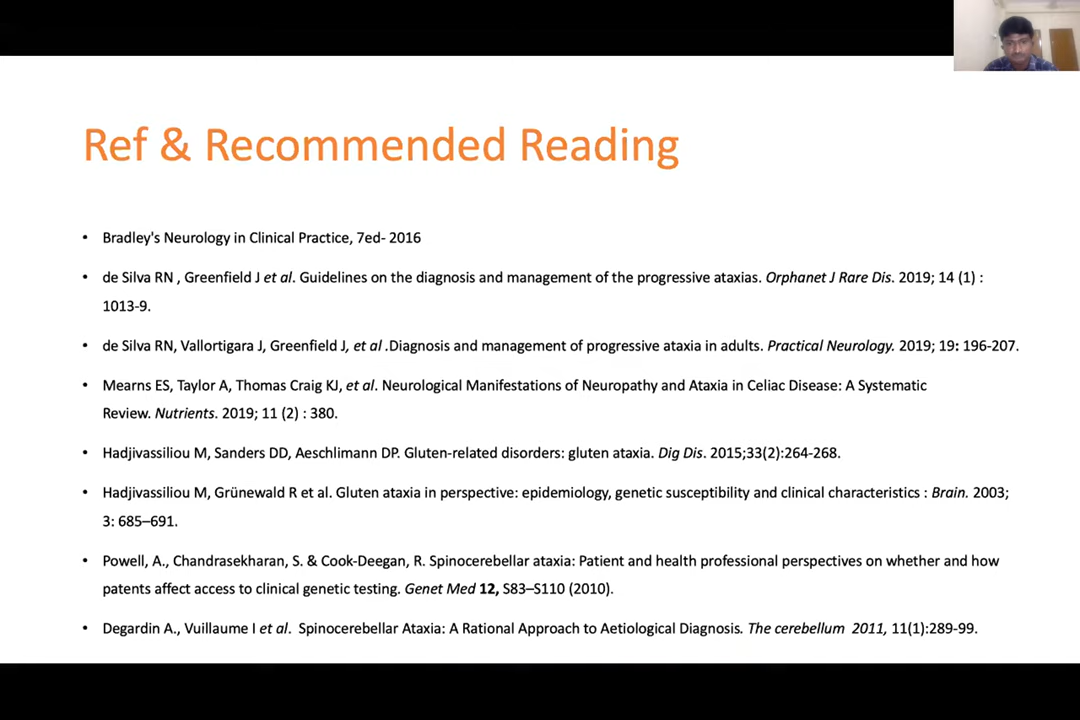 Ref & Recommended Reading
• Bradley's Neurology in Clinical Practice, 7ed- 2016
• de Silva RN , Greenfield J et al. Guidelines on the diagnosis and management of the progressive ataxias. Orphanet J Rare Dis. 2019; 14 (1) :
1013-9.
• de Silva RN, Vallortigara J, Greenfield J, et al .Diagnosis and management of progressive ataxia in adults. Practical Neurology. 2019; 19: 196-207.
• Mearns ES, Taylor A, Thomas Craig KJ, et al. Neurological Manifestations of Neuropathy and Ataxia in Celiac Disease: A Systematic
Review. Nutrients. 2019; 11 (2) : 380.
• Hadjivassiliou M, Sanders DD, Aeschlimann DP. Gluten-related disorders: gluten ataxia. Dig Dis. 2015;33(2):264-268.
• Hadjivassiliou M, Grünewald R et al. Gluten ataxia in perspective: epidemiology, genetic susceptibility and clinical characteristics : Brain. 2003;
3: 685–691.
• Powell, A., Chandrasekharan, S. & Cook-Deegan, R. Spinocerebellar ataxia: Patient and health professional perspectives on whether and how
patents affect access to clinical genetic testing. Genet Med 12, S83–S110 (2010).
• Degardin A., Vuillaume I et al. Spinocerebellar Ataxia: A Rational Approach to Aetiological Diagnosis. The cerebellum 2011, 11(1):289-99.